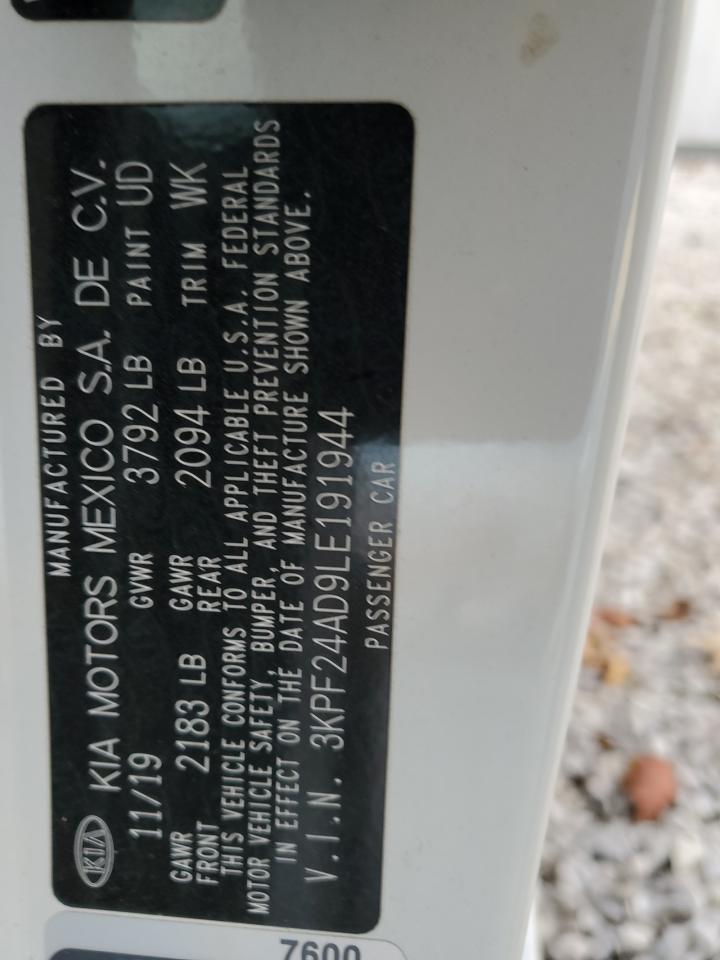 MANUFACTURED BY
KIA KIA MOTORS MEXICO S.A. DE C.V.
11/19 GVWR 3792 LB PAINT UD
GAWR FRONT 2183 LB GAWR REAR 2094 LB TRIM WK
THIS VEHICLE CONFORMS TO ALL APPLICABLE U.S.A. FEDERAL
MOTOR VEHICLE SAFETY, BUMPER, AND THEFT PREVENTION STANDARDS
IN EFFECT ON THE DATE OF MANUFACTURE SHOWN ABOVE.
V.I.N. 3KPF24AD9LE191944
PASSENGER CAR
7600